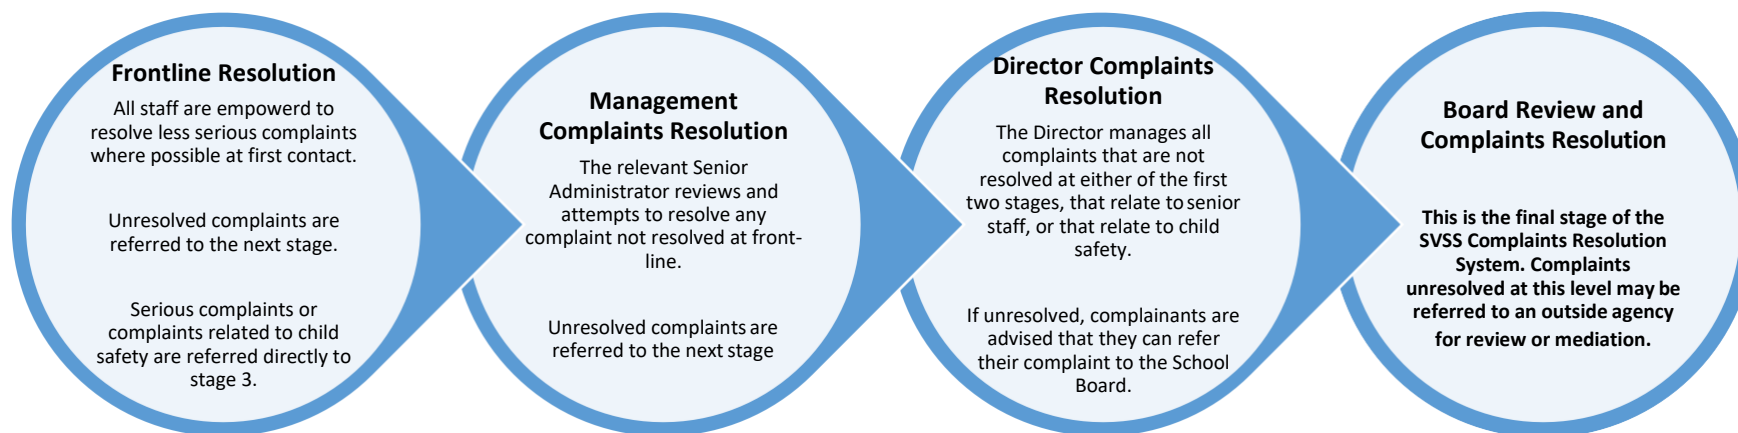 Frontline Resolution
All staff are empowerd to
resolve less serious complaints
where possible at first contact.
Unresolved complaints are
referred to the next stage.
Serious complaints or
complaints related to child
safety are referred directly to
stage 3.
Management
Complaints Resolution
The relevant Senior
Administrator reviews and
attempts to resolve any
complaint not resolved at front-
line.
Unresolved complaints are
referred to the next stage
Director Complaints
Resolution
The Director manages all
complaints that are not
resolved at either of the first
two stages, that relate to senior
staff, or that relate to child
safety.
If unresolved, complainants are
advised that they can refer
their complaint to the School
Board.
Board Review and
Complaints Resolution
This is the final stage of the
SVSS Complaints Resolution
System. Complaints
unresolved at this level may be
referred to an outside agency
for review or mediation.